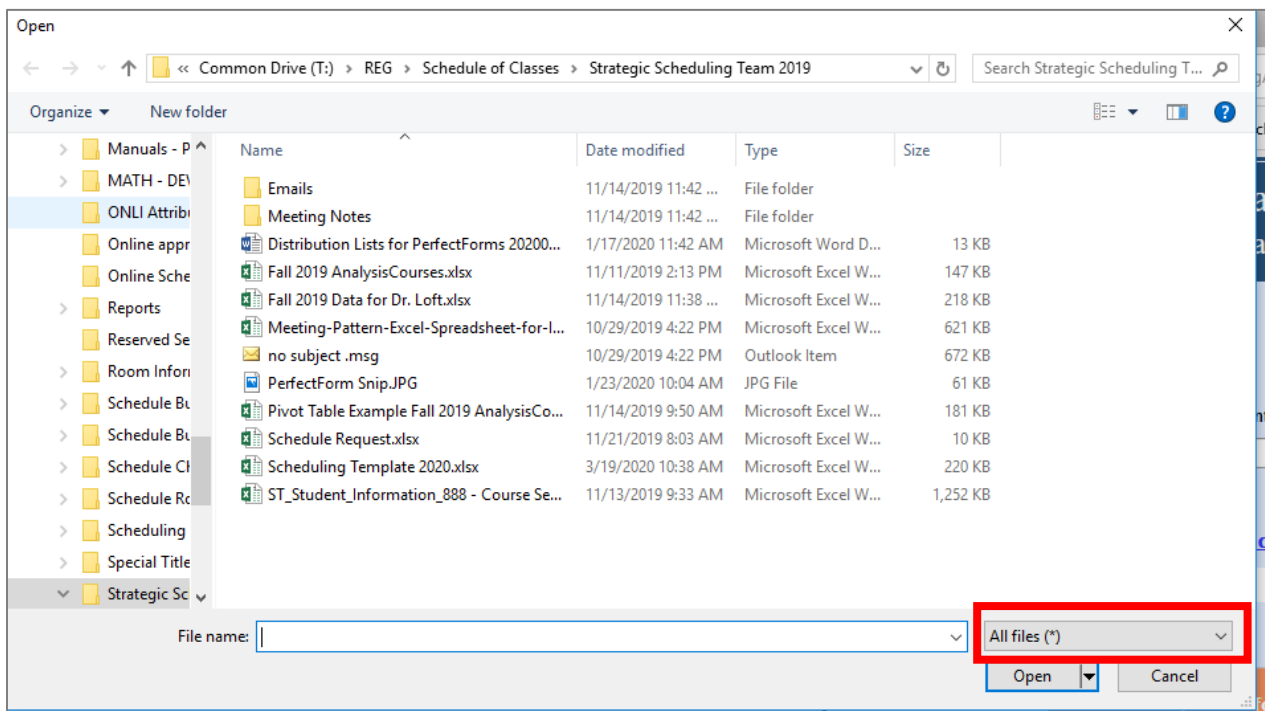 Open
« Common Drive (T:) > REG > Schedule of Classes > Strategic Scheduling Team 2019
Search Strategic Scheduling T...
Organize
New folder
Name Date modified Type Size
Manuals - P
MATH - DEV
ONLI Attribu
Online appr
Online Sche
Reports
Reserved Se
Room Inforr
Schedule Bu
Schedule Bu
Schedule Ch
Schedule Ro
Scheduling
Special Title
Strategic Sc
Emails 11/14/2019 11:42 ... File folder
Meeting Notes 11/14/2019 11:42 ... File folder
Distribution Lists for PerfectForms 20200... 1/17/2020 11:42 AM Microsoft Word D... 13 KB
Fall 2019 AnalysisCourses.xlsx 11/11/2019 2:13 PM Microsoft Excel W... 147 KB
Fall 2019 Data for Dr. Loft.xlsx 11/14/2019 11:38 ... Microsoft Excel W... 218 KB
Meeting-Pattern-Excel-Spreadsheet-for-I... 10/29/2019 4:22 PM Microsoft Excel W... 621 KB
no subject .msg 10/29/2019 4:22 PM Outlook Item 672 KB
PerfectForm Snip.JPG 1/23/2020 10:04 AM JPG File 61 KB
Pivot Table Example Fall 2019 AnalysisCo... 11/14/2019 9:50 AM Microsoft Excel W... 181 KB
Schedule Request.xlsx 11/21/2019 8:03 AM Microsoft Excel W... 10 KB
Scheduling Template 2020.xlsx 3/19/2020 10:38 AM Microsoft Excel W... 220 KB
ST_Student_Information_888 - Course Se... 11/13/2019 9:33 AM Microsoft Excel W... 1,252 KB
File name:
All files (*)
Open
Cancel